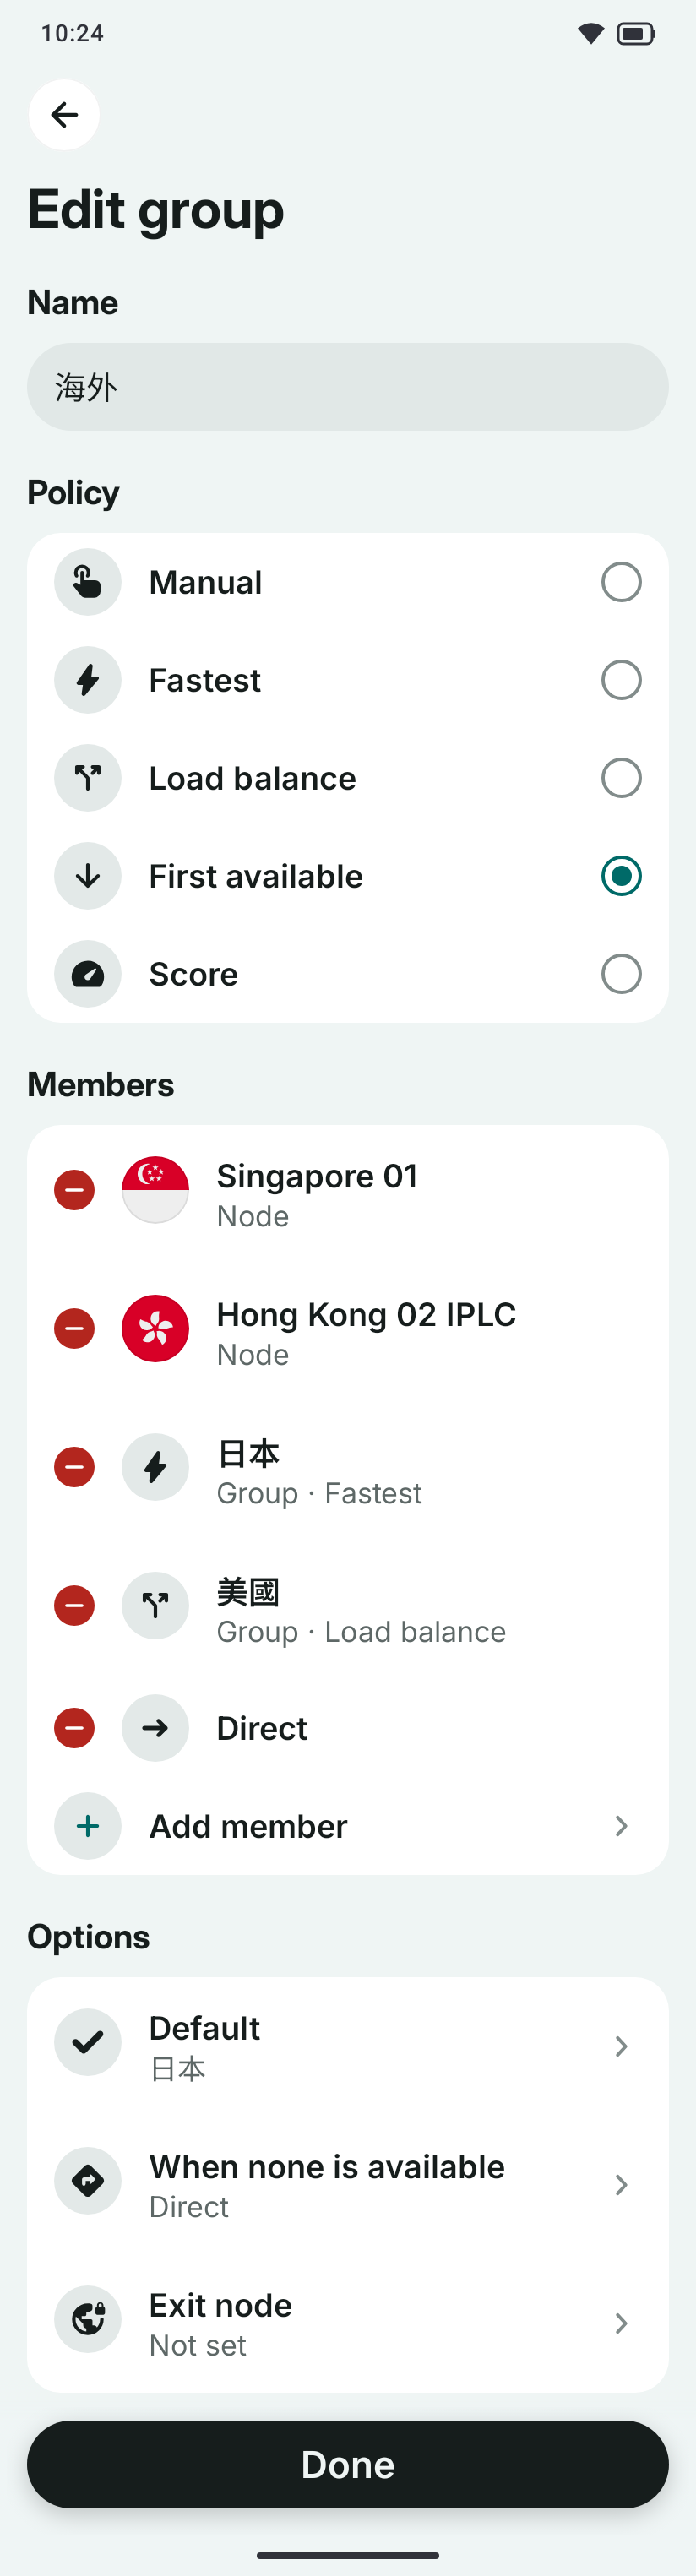 10:24
Edit group
Name
海外
Policy
Manual
Fastest
Load balance
First available
Score
Members
Singapore 01
Node
Hong Kong 02 IPLC
Node
日本
Group · Fastest
美國
Group · Load balance
Direct
Add member
Options
Default
日本
When none is available
Direct
Exit node
Not set
Done